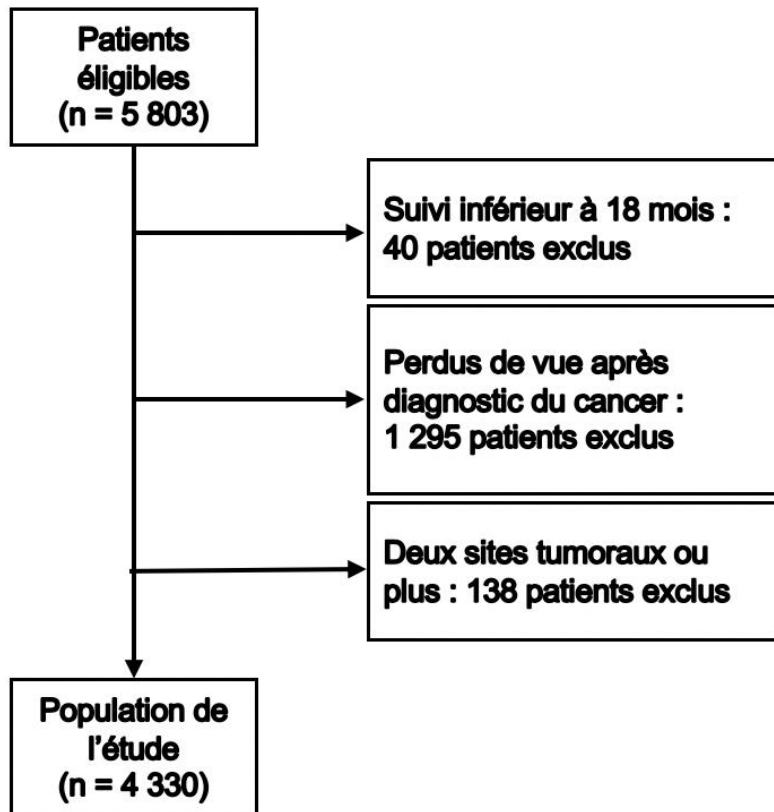 Patients
éligibles
(n = 5 803)
Suivi inférieur à 18 mois :
40 patients exclus
Perdus de vue après
diagnostic du cancer :
1 295 patients exclus
Deux sites tumoraux ou
plus : 138 patients exclus
Population de
l’étude
(n = 4 330)